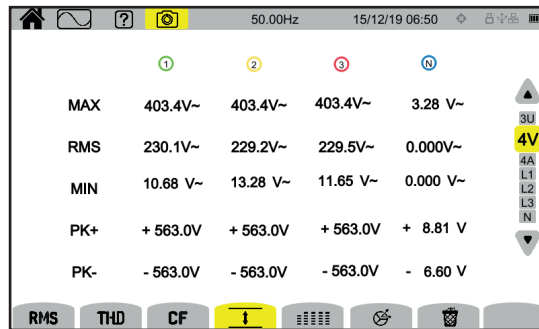 ? 50.00Hz 15/12/19 06:50
1 2 3 N
MAX 403.4V~ 403.4V~ 403.4V~ 3.28 V~
RMS 230.1V~ 229.2V~ 229.5V~ 0.000V~
MIN 10.68 V~ 13.28 V~ 11.65 V~ 0.000 V~
PK+ + 563.0V + 563.0V + 563.0V + 8.81 V
PK- - 563.0V - 563.0V - 563.0V - 6.60 V
3U
4V
4A
L1
L2
L3
N
RMS THD CF